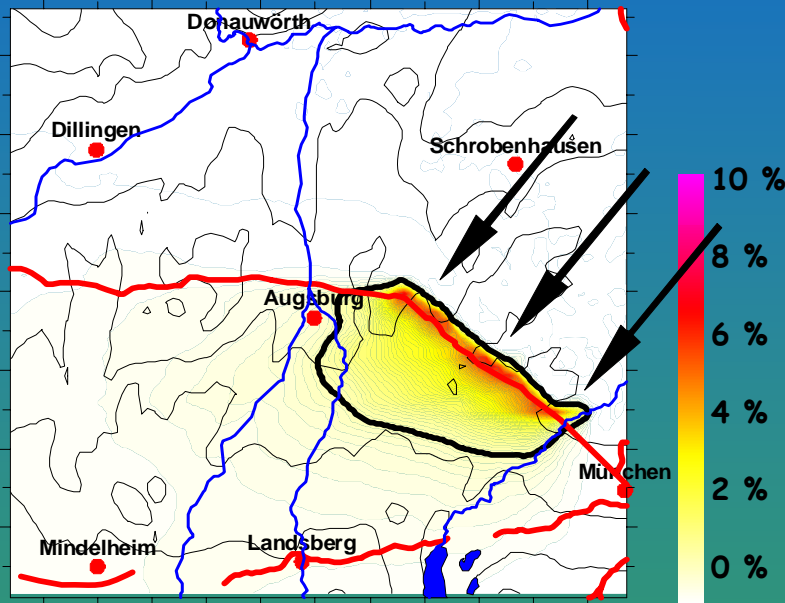 Donauwörth
Dillingen
Schrobenhausen
Augsburg
München
Mindelheim
Landsberg
10 %
8 %
6 %
4 %
2 %
0 %